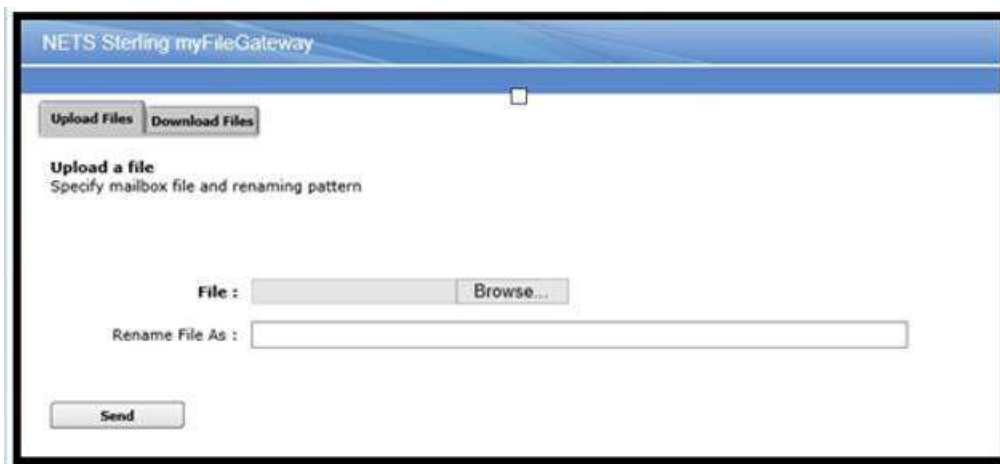 NETS Sterling myFileGateway
Upload Files Download Files
Upload a file
Specify mailbox file and renaming pattern
File : Browse...
Rename File As :
Send